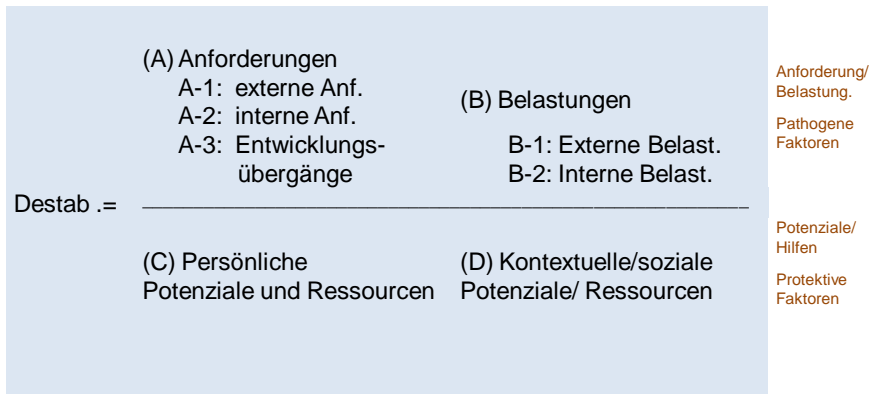 (A) Anforderungen
A-1: externe Anf.
A-2: interne Anf.
A-3: Entwicklungs-
übergänge
(B) Belastungen
B-1: Externe Belast.
B-2: Interne Belast.
Destab .=
(C) Persönliche
Potenziale und Ressourcen
(D) Kontextuelle/soziale
Potenziale/ Ressourcen
Anforderung/
Belastung.
Pathogene
Faktoren
Potenziale/
Hilfen
Protektive
Faktoren